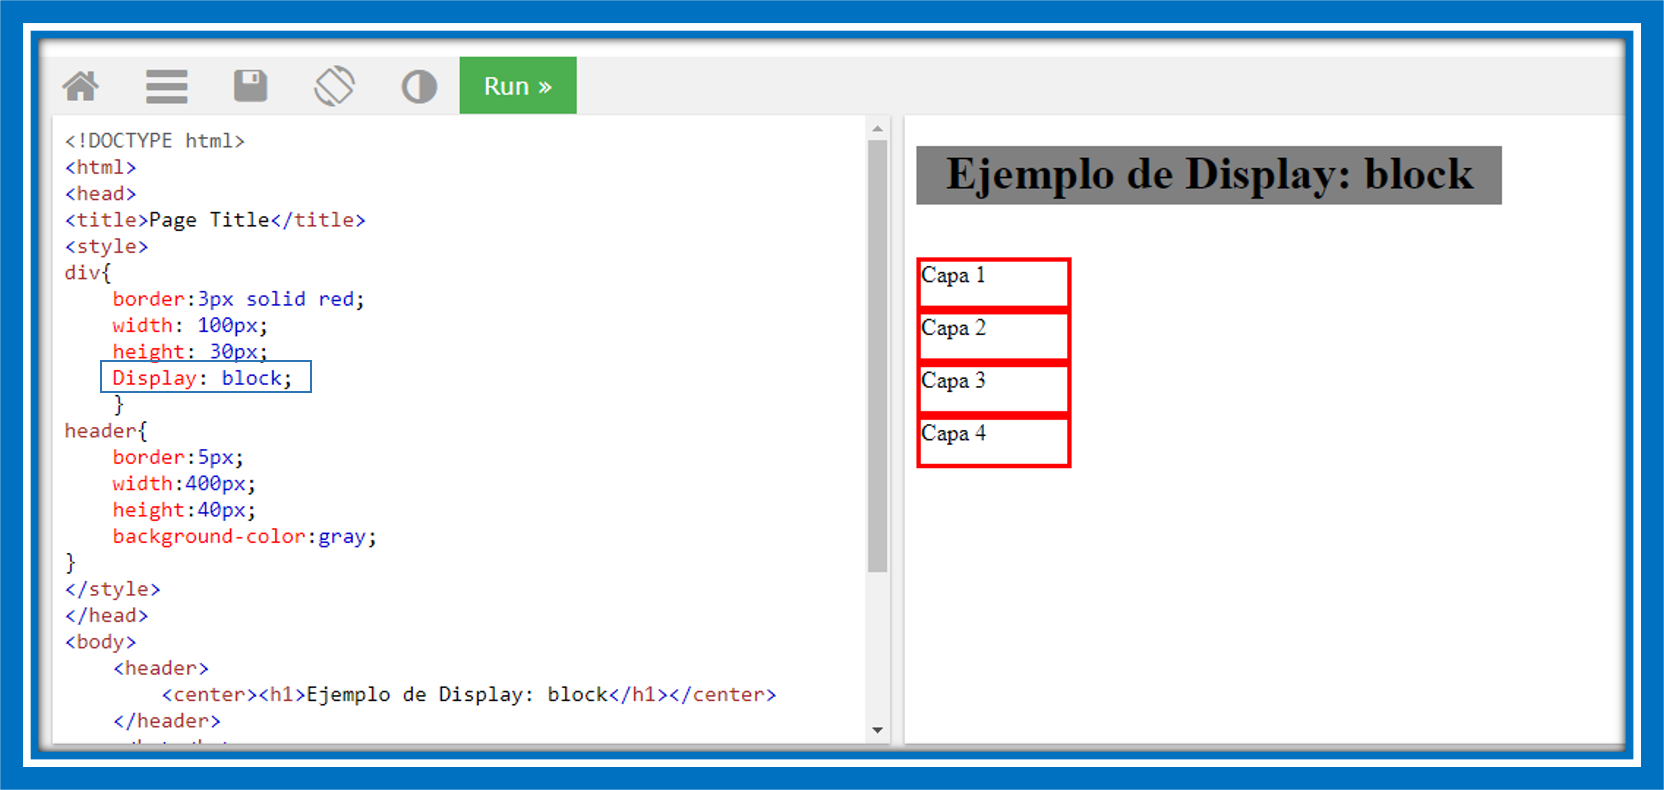 Run »
<!DOCTYPE html>
<html>
<head>
<title>Page Title</title>
<style>
div{
border:3px solid red;
width: 100px;
height: 30px;
Display: block;
}
header{
border:5px;
width:400px;
height:40px;
background-color:gray;
}
</style>
</head>
<body>
<header>
<center><h1>Ejemplo de Display: block</h1></center>
</header>
Ejemplo de Display: block
Capa 1
Capa 2
Capa 3
Capa 4